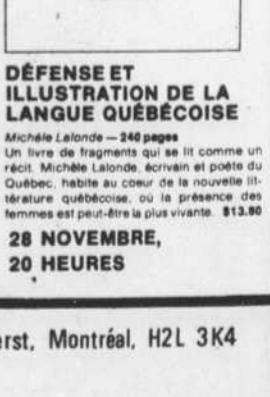 DÉFENSE ET
ILLUSTRATION DE LA
LANGUE QUÉBÉCOISE
Michèle Lalonde — 240 pages
Un livre de fragments qui se lit comme un
récit. Michèle Lalonde, écrivain et poète du
Québec, habite au coeur de la nouvelle lit-
térature québécoise, où la présence des
femmes est peut-être la plus vivante. $13.80
28 NOVEMBRE,
20 HEURES
erst, Montréal, H2L 3K4